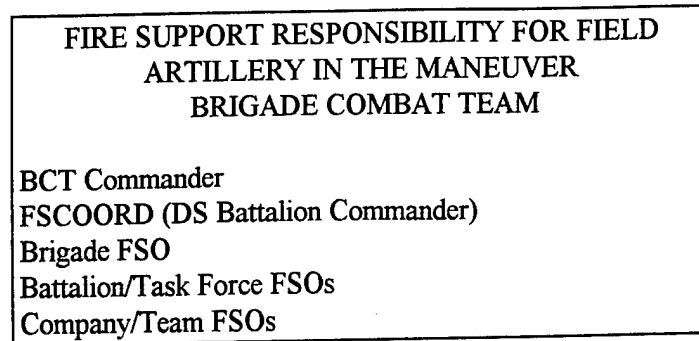 FIRE SUPPORT RESPONSIBILITY FOR FIELD
ARTILLERY IN THE MANEUVER
BRIGADE COMBAT TEAM
BCT Commander
FSCOORD (DS Battalion Commander)
Brigade FSO
Battalion/Task Force FSOs
Company/Team FSOs